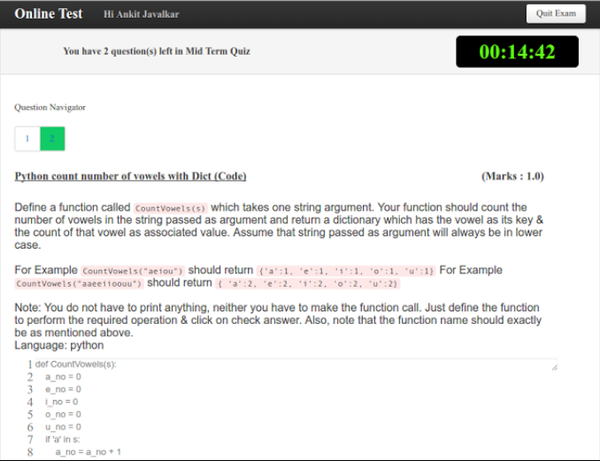 Online Test Hi Ankit Javalkar Quit Exam
You have 2 question(s) left in Mid Term Quiz 00:14:42
Question Navigator
1 2
Python count number of vowels with Dict (Code) (Marks : 1.0)
Define a function called CountVowels(s) which takes one string argument. Your function should count the
number of vowels in the string passed as argument and return a dictionary which has the vowel as its key &
the count of that vowel as associated value. Assume that string passed as argument will always be in lower
case.
For Example CountVowels("aeiou") should return {'a':1, 'e':1, 'i':1, 'o':1, 'u':1} For Example
CountVowels("aaeeiioouu") should return { 'a':2, 'e':2, 'i':2, 'o':2, 'u':2}
Note: You do not have to print anything, neither you have to make the function call. Just define the function
to perform the required operation & click on check answer. Also, note that the function name should exactly
be as mentioned above.
Language: python
1 def CountVowels(s):
2 a_no = 0
3 e_no = 0
4 i_no = 0
5 o_no = 0
6 u_no = 0
7 if 'a' in s:
8 a_no = a_no + 1